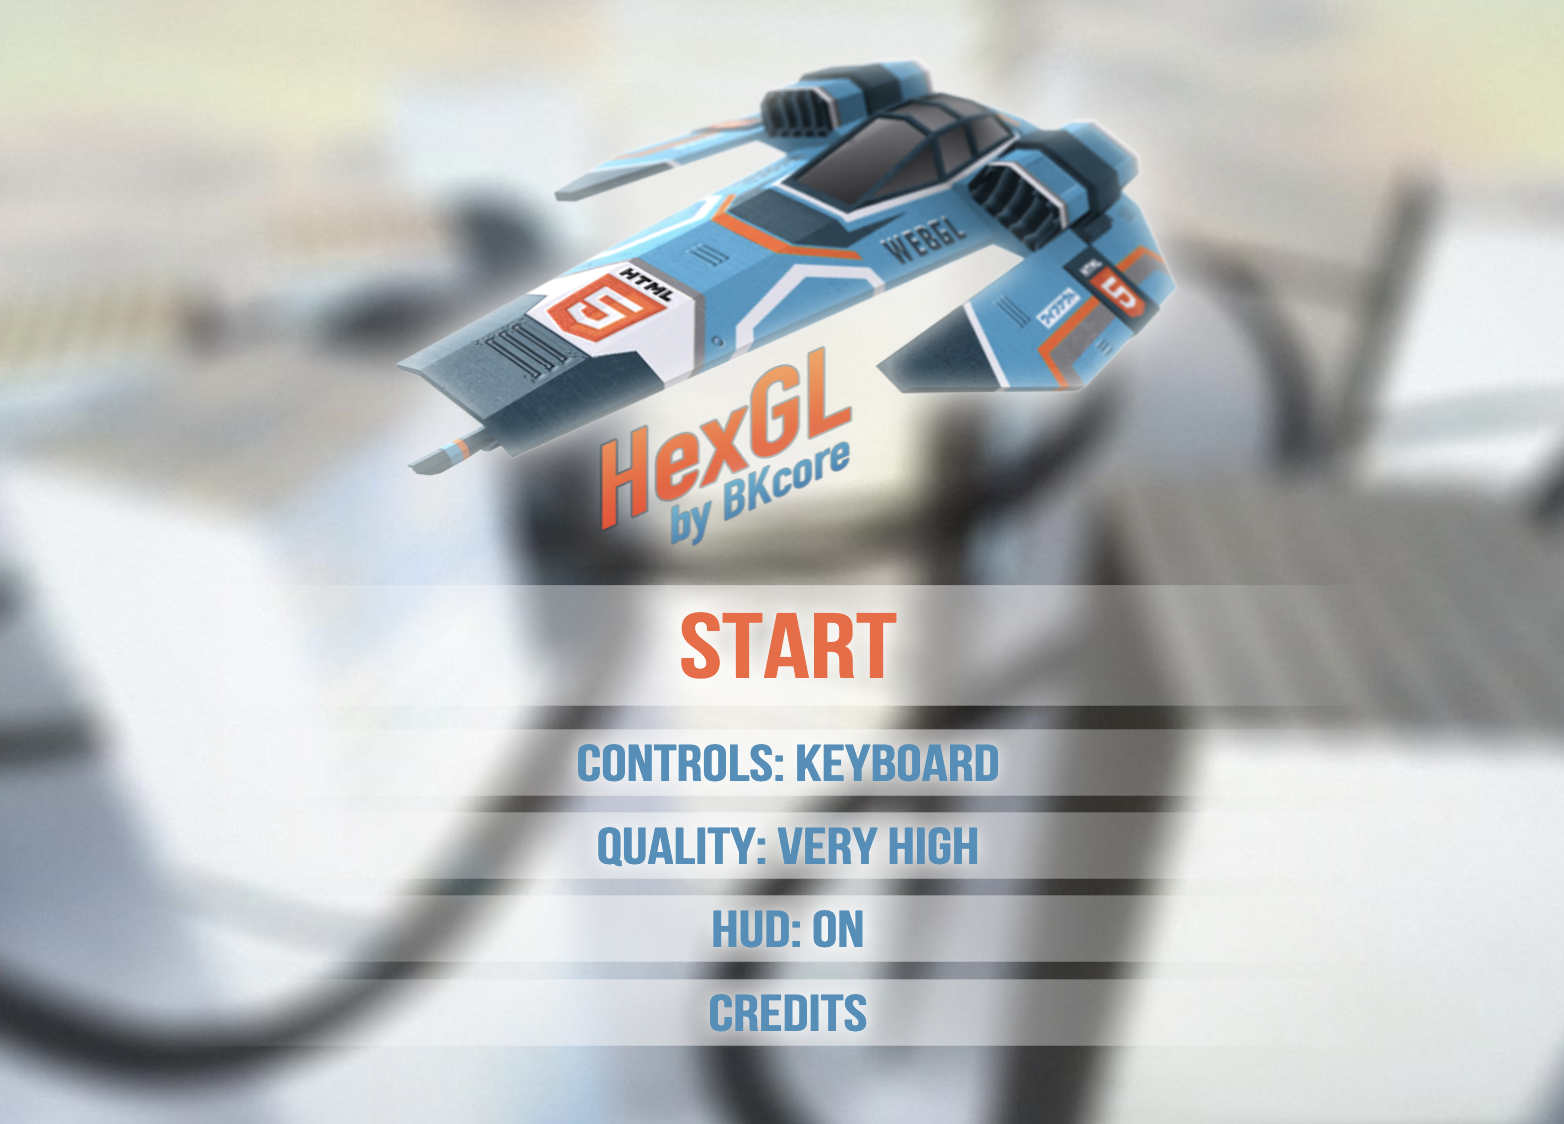 WEBGL
HTML
5
HTML
5
HexGL
by BKcore
START
CONTROLS: KEYBOARD
QUALITY: VERY HIGH
HUD: ON
CREDITS